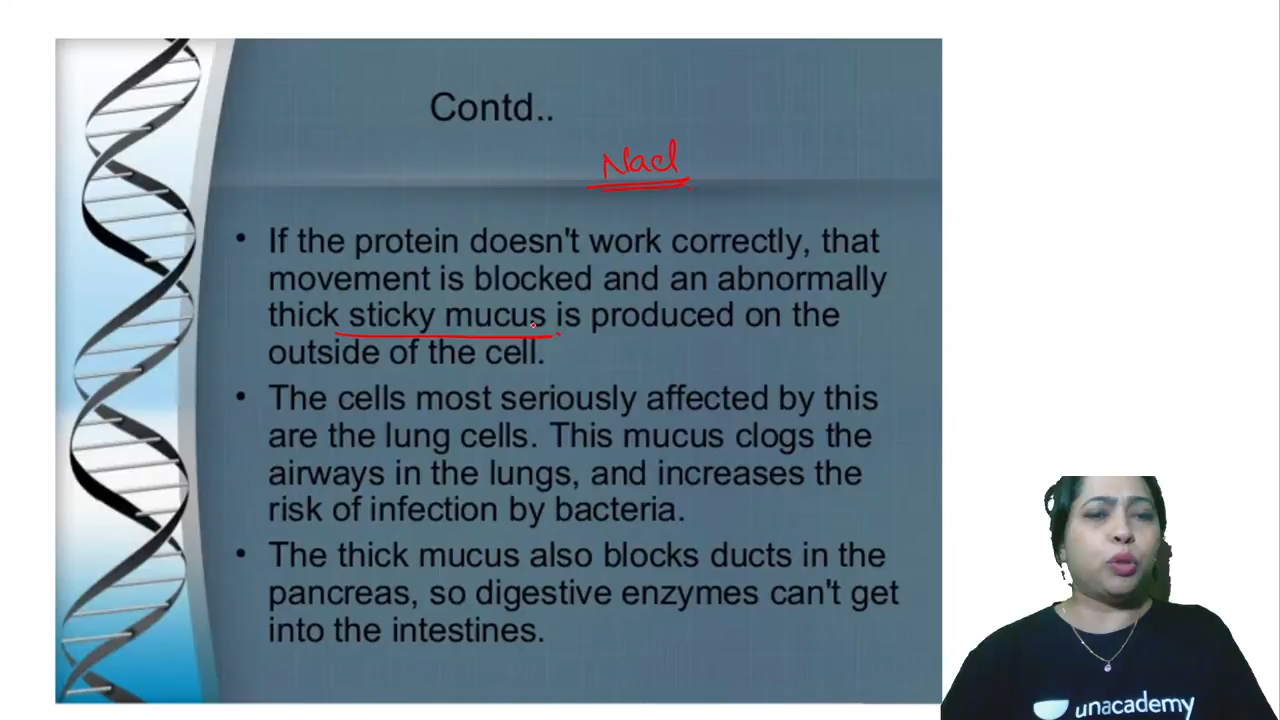 Contd..
Nacl
• If the protein doesn't work correctly, that
movement is blocked and an abnormally
thick sticky mucus is produced on the
outside of the cell.
• The cells most seriously affected by this
are the lung cells. This mucus clogs the
airways in the lungs, and increases the
risk of infection by bacteria.
• The thick mucus also blocks ducts in the
pancreas, so digestive enzymes can't get
into the intestines.
unacademy